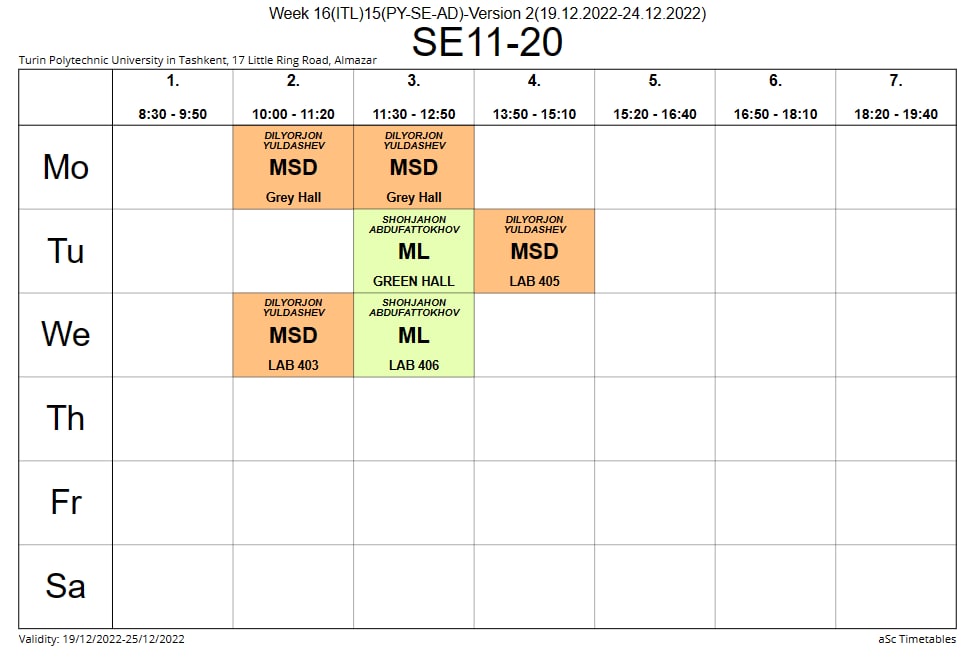 Week 16(ITL)15(PY-SE-AD)-Version 2(19.12.2022-24.12.2022)
SE11-20
Turin Polytechnic University in Tashkent, 17 Little Ring Road, Almazar
1. 2. 3. 4. 5. 6. 7.
8:30 - 9:50 10:00 - 11:20 11:30 - 12:50 13:50 - 15:10 15:20 - 16:40 16:50 - 18:10 18:20 - 19:40
Mo
DILYORJON
YULDASHEV
MSD
Grey Hall
DILYORJON
YULDASHEV
MSD
Grey Hall
Tu
SHOHJAHON
ABDUFATTOKHOV
ML
GREEN HALL
DILYORJON
YULDASHEV
MSD
LAB 405
We
DILYORJON
YULDASHEV
MSD
LAB 403
SHOHJAHON
ABDUFATTOKHOV
ML
LAB 406
Th
Fr
Sa
Validity: 19/12/2022-25/12/2022
aSc Timetables